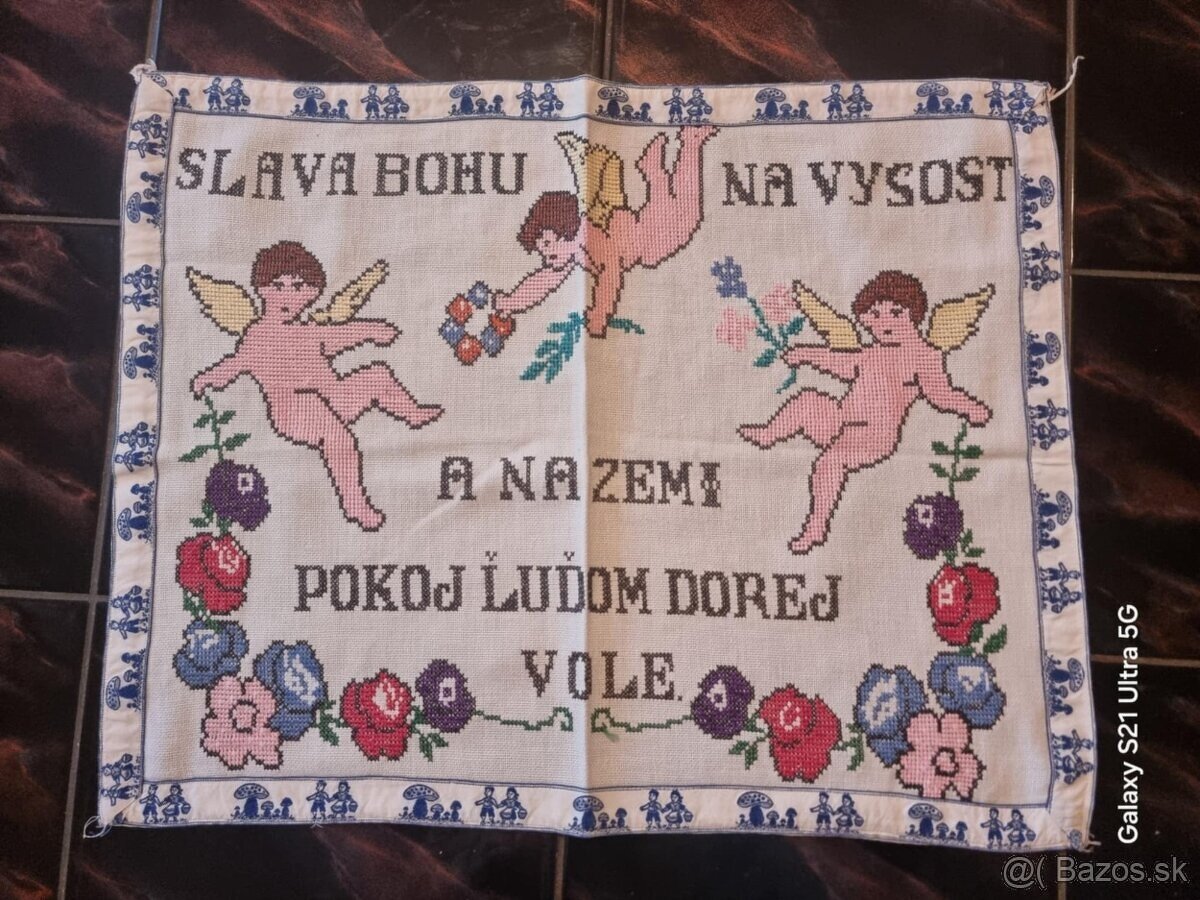 SLAVA BOHU NA VYSOST
A NA ZEMI
POKOJ ĽUĎOM DOREJ
VOLE.
Galaxy S21 Ultra 5G
@( Bazos.sk